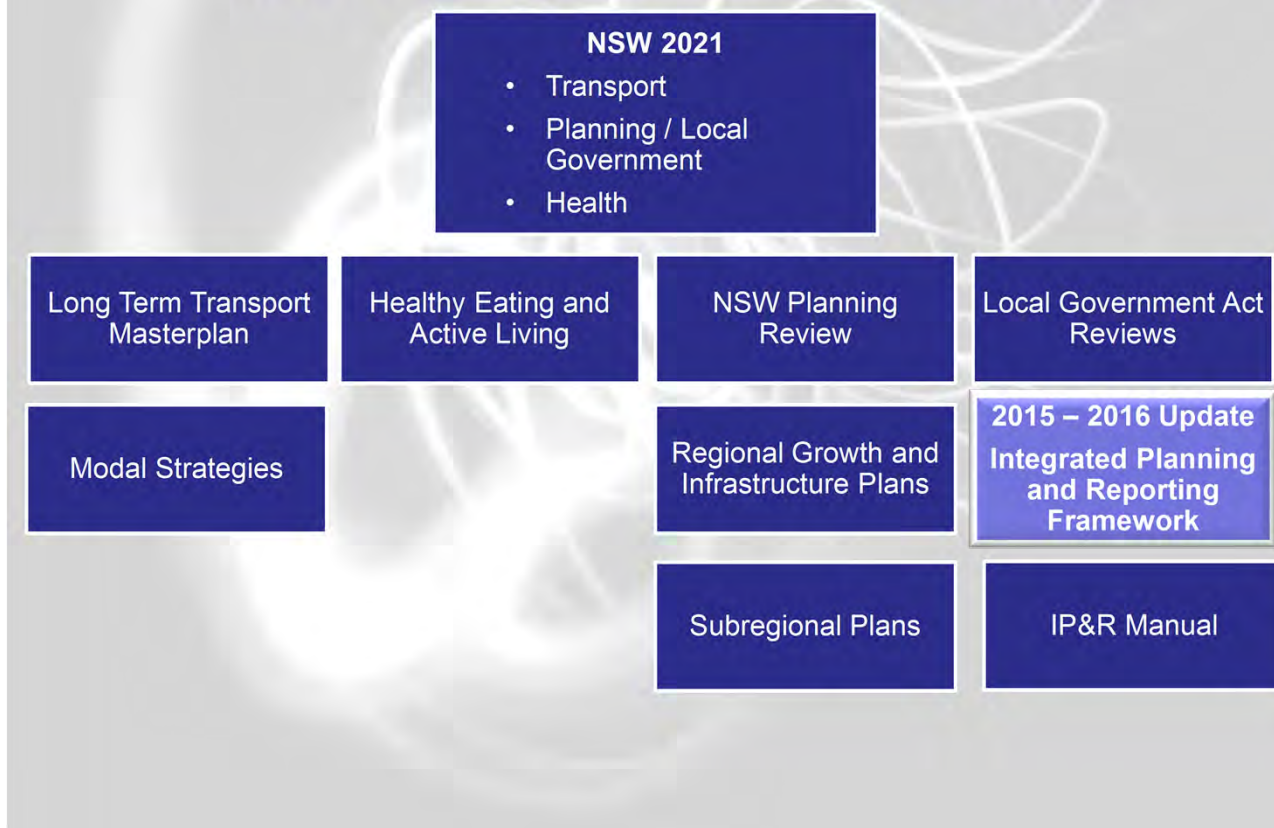 NSW 2021
• Transport
• Planning / Local
Government
• Health
Long Term Transport
Masterplan
Healthy Eating and
Active Living
NSW Planning
Review
Local Government Act
Reviews
Modal Strategies
Regional Growth and
Infrastructure Plans
2015 – 2016 Update
Integrated Planning
and Reporting
Framework
Subregional Plans
IP&R Manual